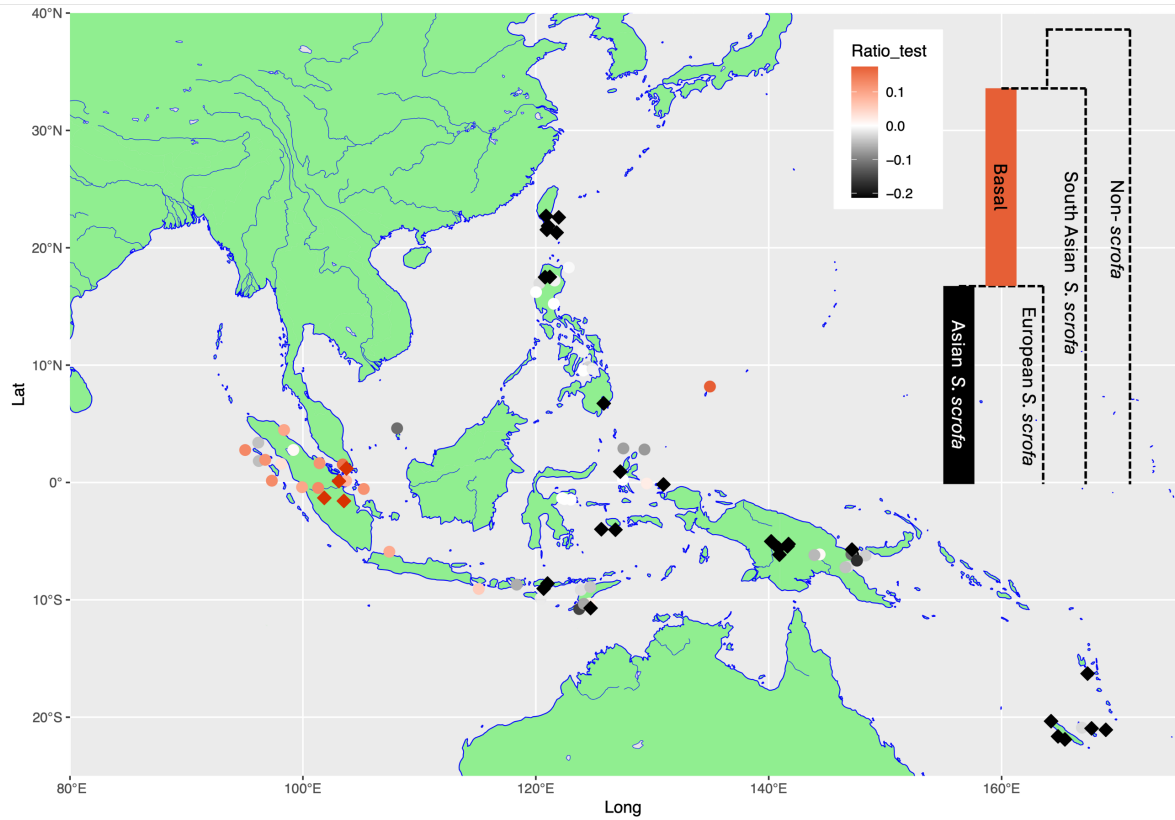 40°N
30°N
20°N
10°N
0°
10°S
20°S
Lat
80°E
100°E
120°E
140°E
160°E
Long
Ratio_test
0.1
0.0
-0.1
-0.2
Asian S. scrofa
Basal
European S. scrofa
South Asian S. scrofa
Non- scrofa